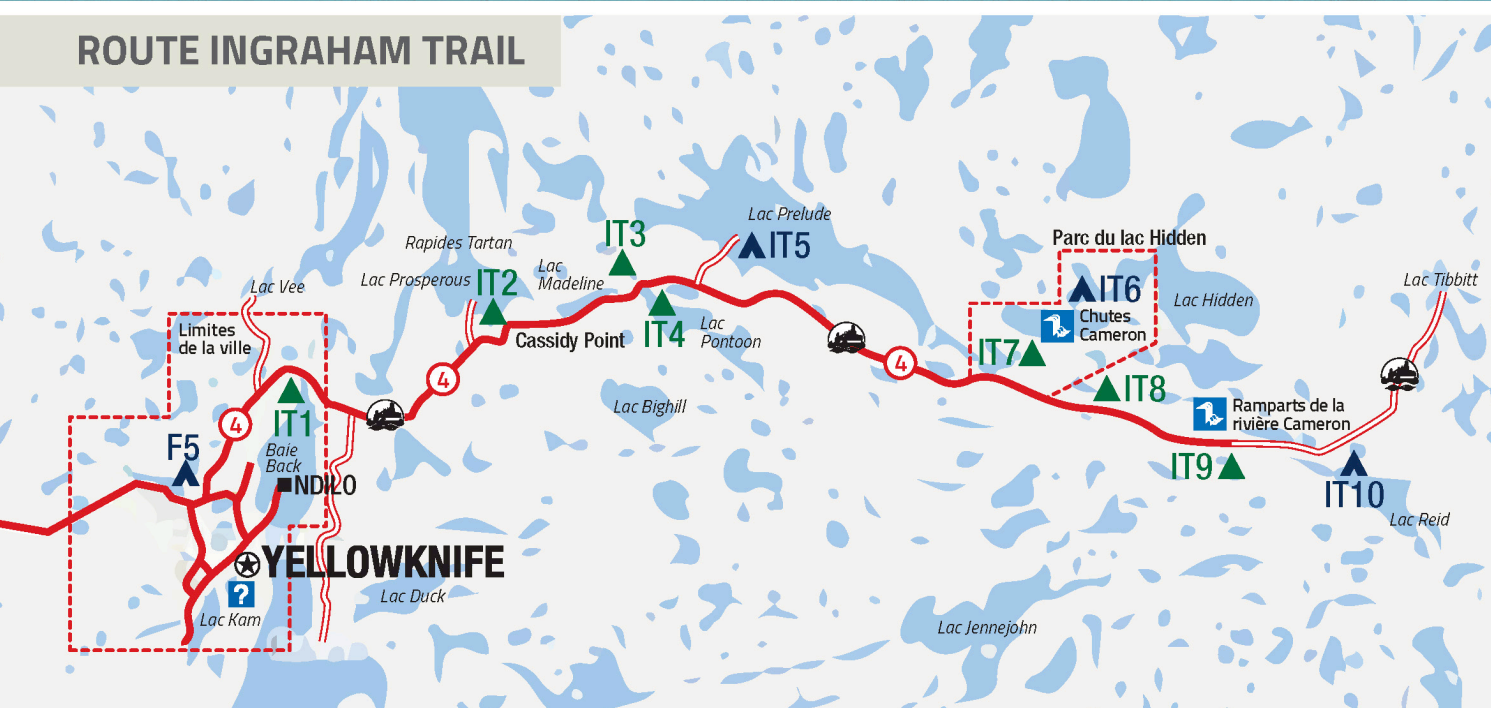 ROUTE INGRAHAM TRAIL
Lac Prelude
IT5
Rapides Tartan
IT3
Lac
Madeline
Lac Prosperous
IT2
Cassidy Point
IT4
Lac
Pontoon
Parc du lac Hidden
IT6
Lac Hidden
Chutes
Cameron
Lac Tibbitt
Lac Vee
Limites
de la ville
4
4
4
IT7
IT8
Lac Bighill
IT1
Ramparts de la
rivière Cameron
F5
Baie
Back
NDILO
IT9
IT10
Lac Reid
YELLOWKNIFE
?
Lac Kam
Lac Duck
Lac Jennejohn